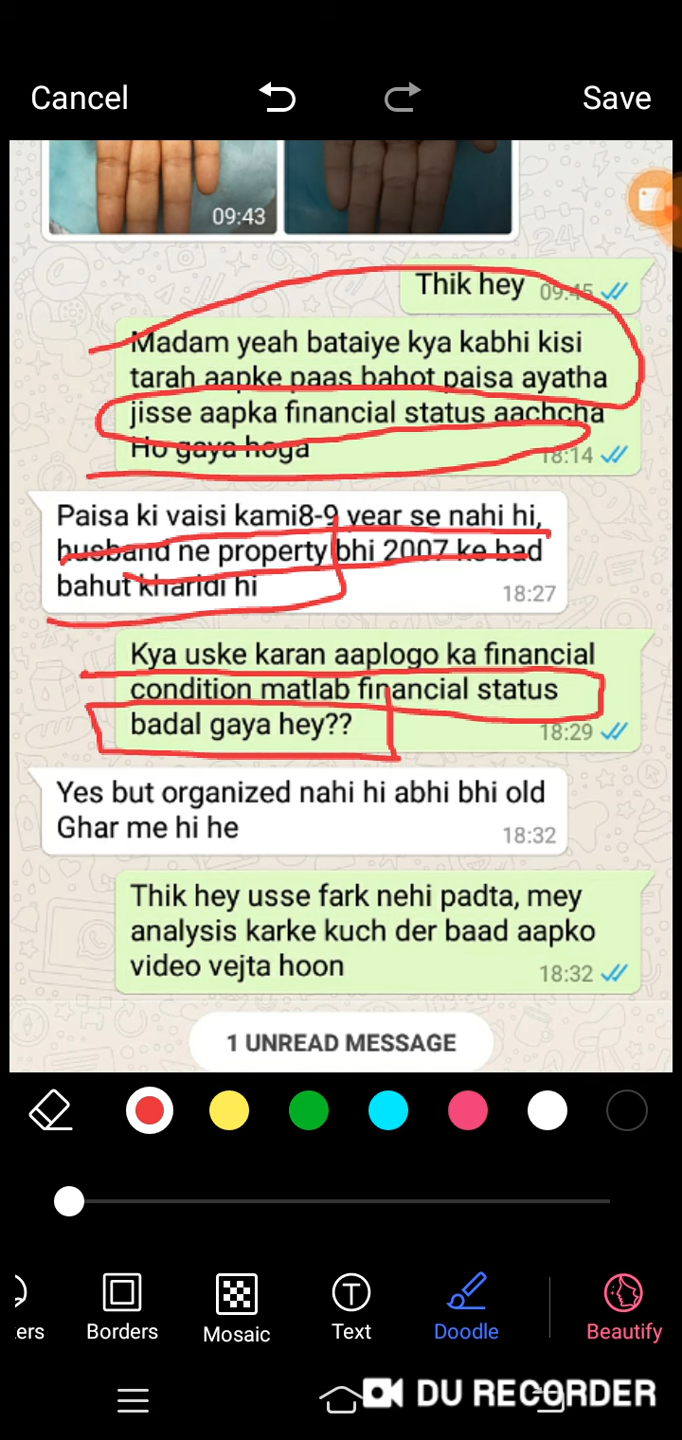 Cancel
Save
09:43
Thik hey 09:45
Madam yeah bataiye kya kabhi kisi
tarah aapke paas bahot paisa ayatha
jisse aapka financial status aachcha
Ho gaya hoga 18:14
Paisa ki vaisi kami8-9 year se nahi hi,
husband ne property bhi 2007 ke bad
bahut kharidi hi 18:27
Kya uske karan aaplogo ka financial
condition matlab financial status
badal gaya hey?? 18:29
Yes but organized nahi hi abhi bhi old
Ghar me hi he 18:32
Thik hey usse fark nehi padta, mey
analysis karke kuch der baad aapko
video vejta hoon 18:32
1 UNREAD MESSAGE
ers Borders Mosaic Text Doodle Beautify
DU RECORDER